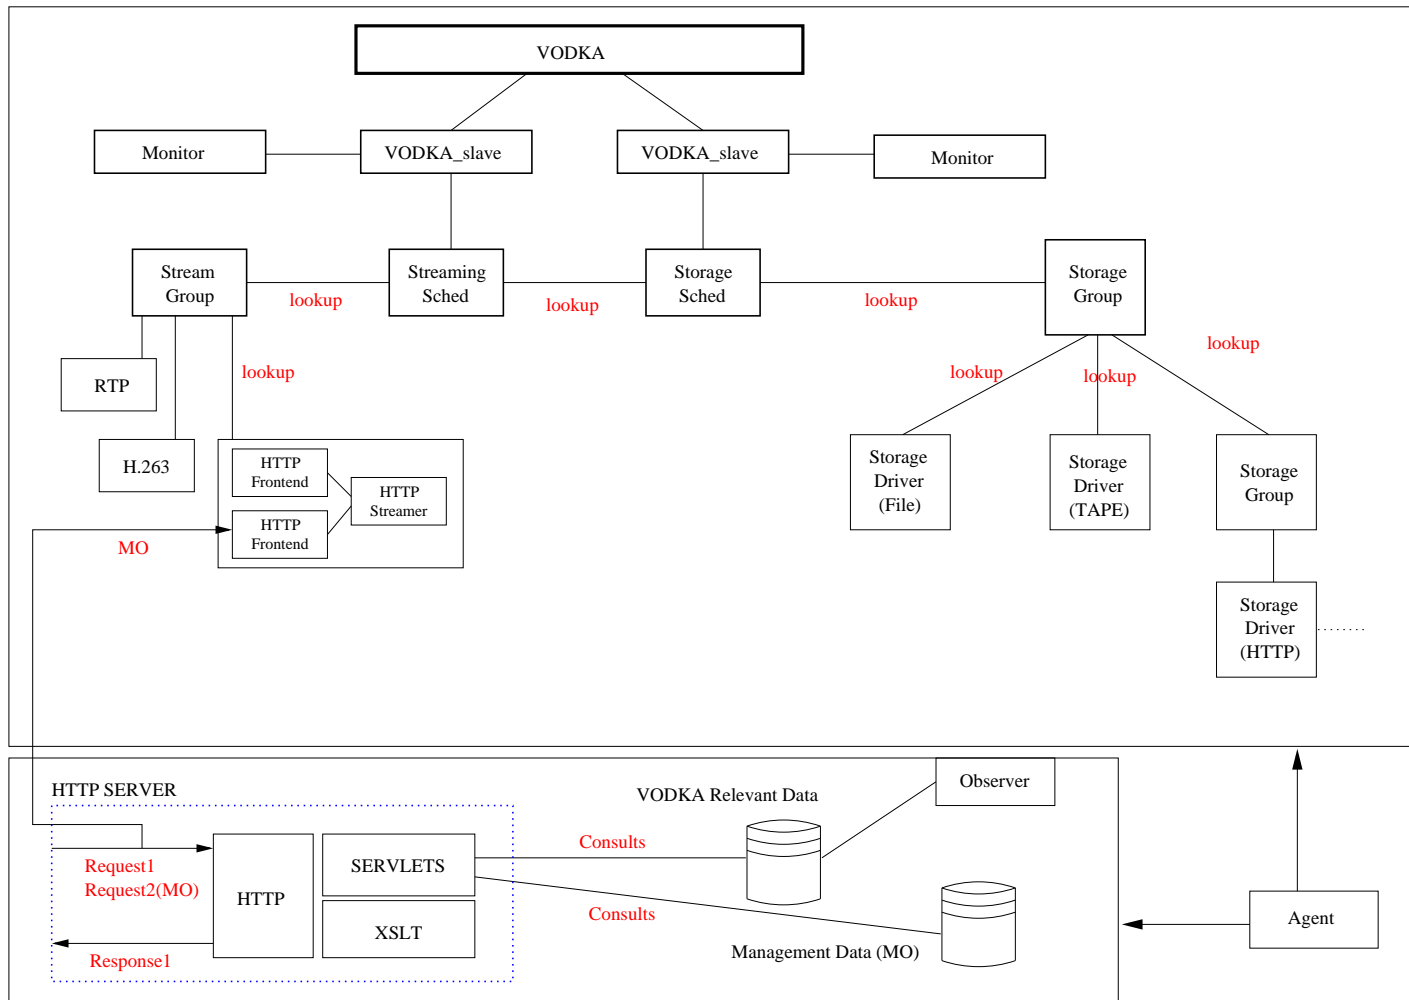 VODKA
Monitor
VODKA_slave
VODKA_slave
Monitor
Stream
Group
lookup
Streaming
Sched
lookup
Storage
Sched
lookup
Storage
Group
RTP
lookup
lookup
lookup
lookup
H.263
HTTP
Frontend
HTTP
Streamer
HTTP
Frontend
MO
Storage
Driver
(File)
Storage
Driver
(TAPE)
Storage
Group
Storage
Driver
(HTTP)
HTTP SERVER
Request1
Request2(MO)
Response1
HTTP
SERVLETS
XSLT
Consults
Consults
VODKA Relevant Data
Observer
Management Data (MO)
Agent